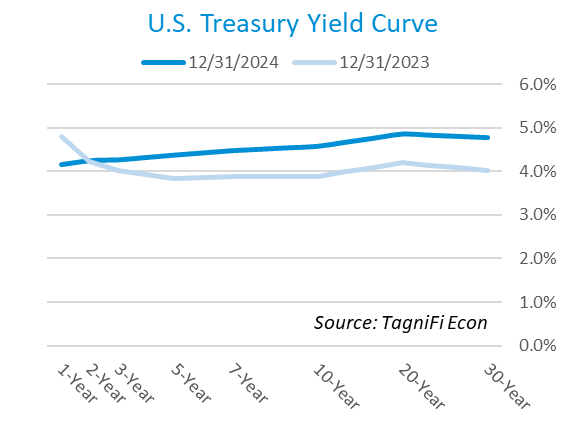 U.S. Treasury Yield Curve
12/31/2024 12/31/2023
6.0%
5.0%
4.0%
3.0%
2.0%
1.0%
Source: TagniFi Econ
0.0%
1-Year 2-Year 3-Year 5-Year 7-Year 10-Year 20-Year 30-Year